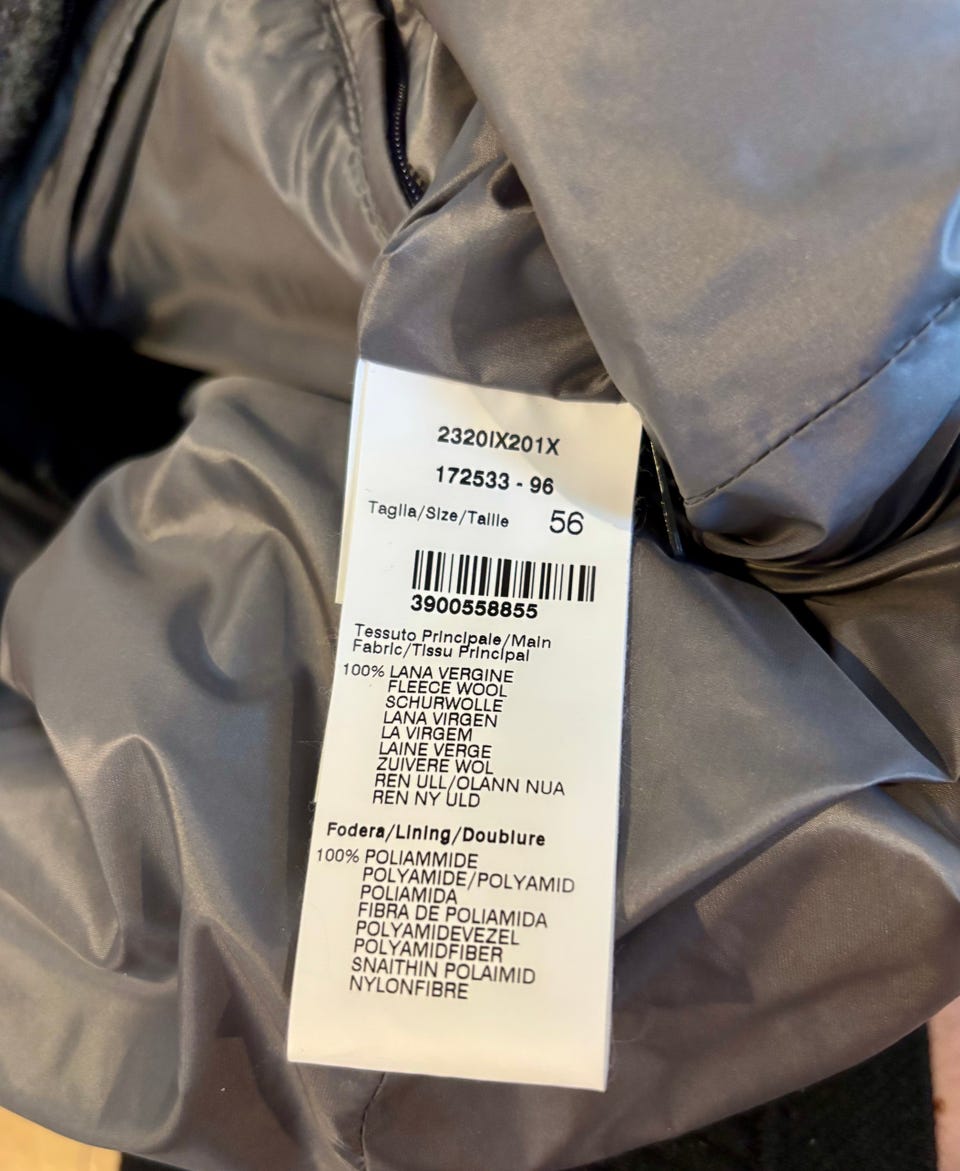 2320IX201X
172533 - 96
Taglia/Size/Taille 56
3900558855
Tessuto Principale/Main
Fabric/Tissu Principal
100% LANA VERGINE
FLEECE WOOL
SCHURWOLLE
LANA VIRGEN
LA VIRGEM
LAINE VERGE
ZUIVERE WOL
REN ULL/OLANN NUA
REN NY ULD
Fodera/Lining/Doublure
100% POLIAMMIDE
POLYAMIDE/POLYAMID
POLIAMIDA
FIBRA DE POLIAMIDA
POLYAMIDEVEZEL
POLYAMIDFIBER
SNAITHIN POLAIMID
NYLONFIBRE